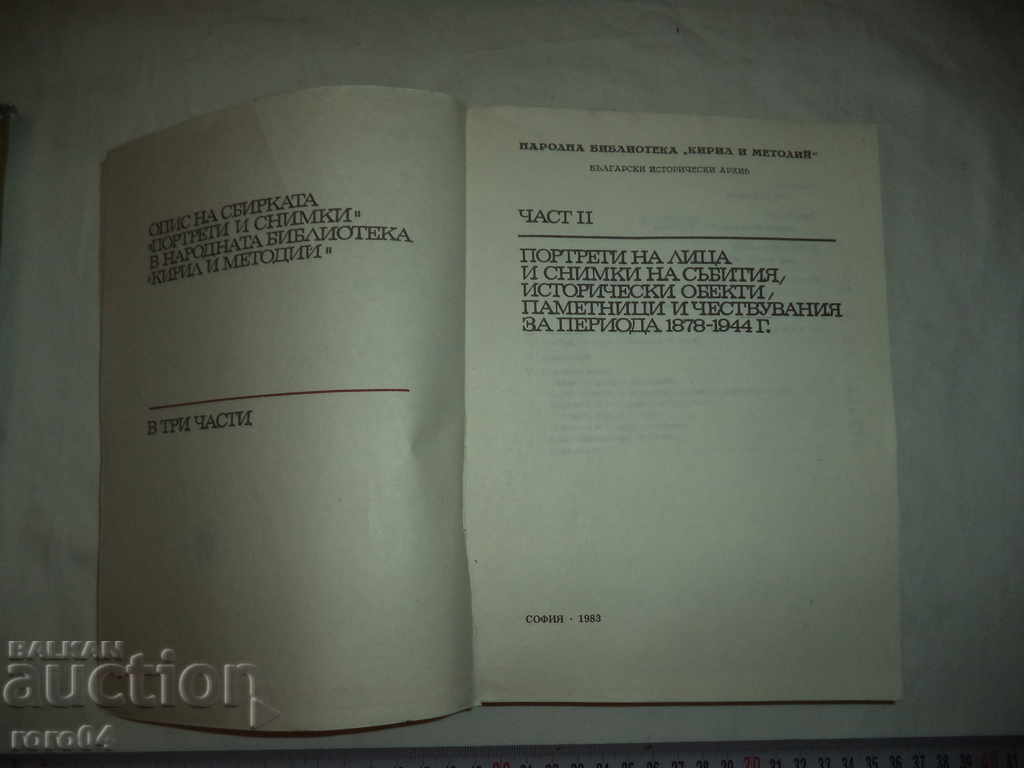 ОПИС НА СБИРКАТА
„ПОРТРЕТИ И СНИМКИ"
В НАРОДНАТА БИБЛИОТЕКА
„КИРИЛ И МЕТОДИЙ"
В ТРИ ЧАСТИ
НАРОДНА БИБЛИОТЕКА „КИРИЛ И МЕТОДИЙ"
БЪЛГАРСКИ ИСТОРИЧЕСКИ АРХИВ
ЧАСТ II
ПОРТРЕТИ НА ЛИЦА
И СНИМКИ НА СЪБИТИЯ,
ИСТОРИЧЕСКИ ОБЕКТИ,
ПАМЕТНИЦИ И ЧЕСТВУВАНИЯ
ЗА ПЕРИОДА 1878-1944 Г.
СОФИЯ · 1983
BALKAN
auction
roro04